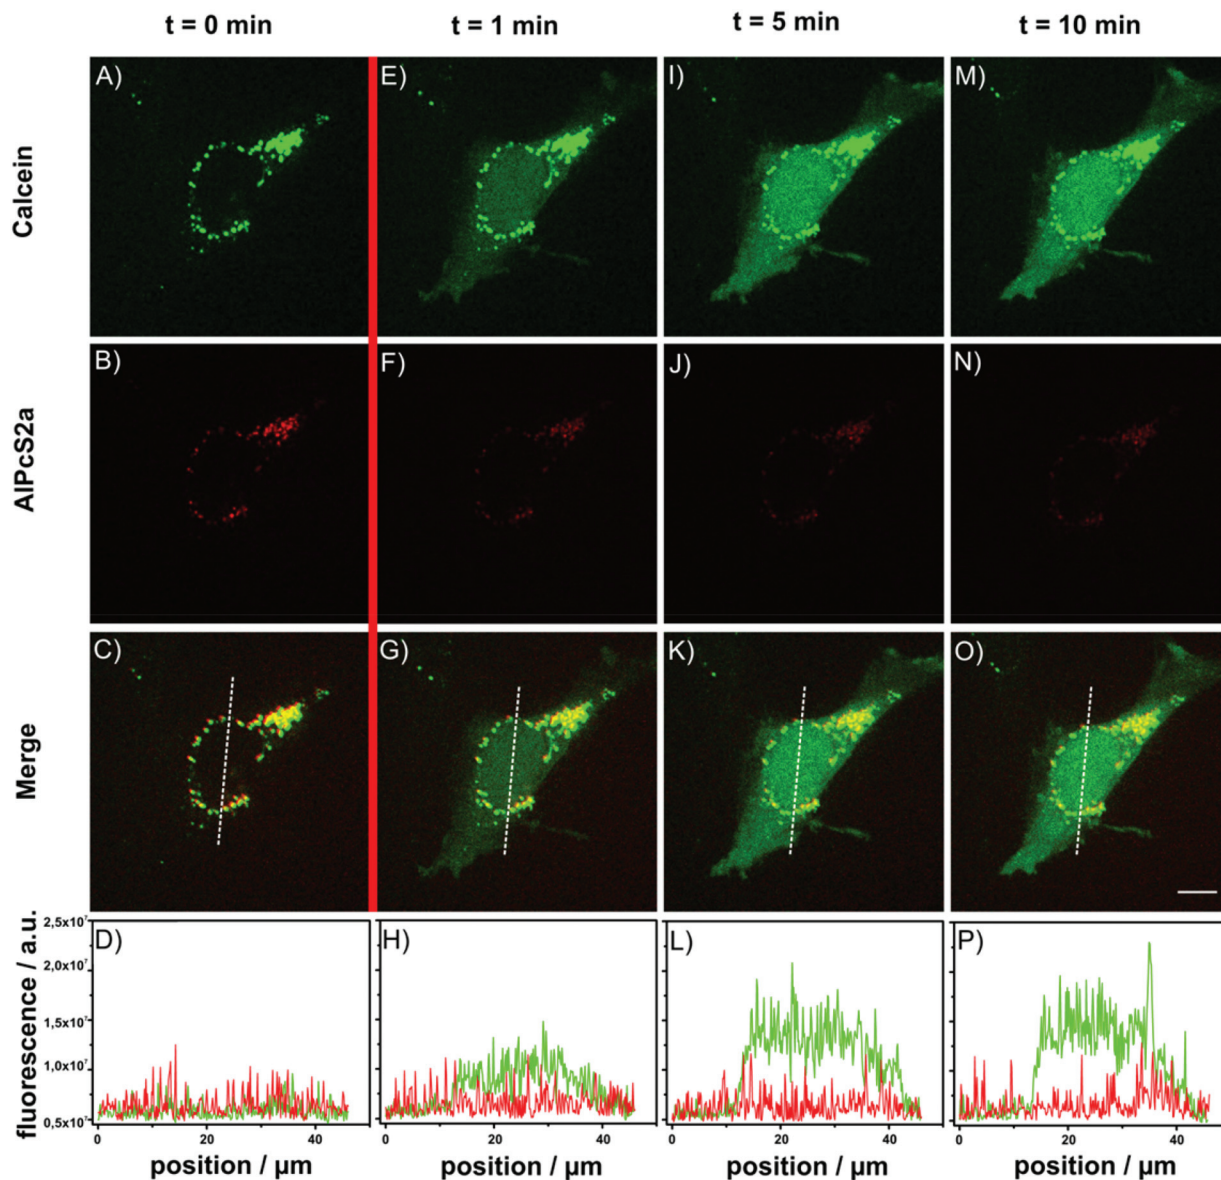 t = 0 min t = 1 min t = 5 min t = 10 min
Calcein
A) E) I) M)
AlPcS2a
B) F) J) N)
Merge
C) G) K) O)
fluorescence / a.u.
D) H) L) P)
2,5x10⁷
2,0x10⁷
1,5x10⁷
1,0x10⁷
0,5x10⁷
0 20 40 0 20 40 0 20 40 0 20 40
position / µm position / µm position / µm position / µm